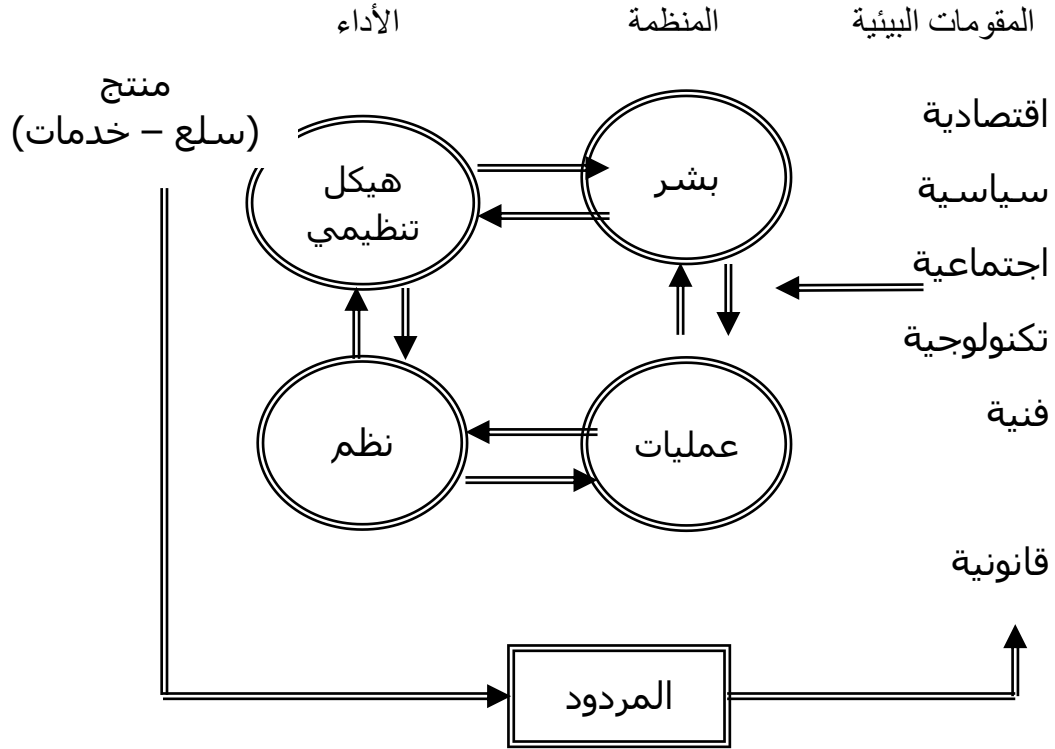 المقومات البيئية
المنظمة
الأداء
منتج
(سلع – خدمات)
اقتصادية
سياسية
اجتماعية
تكنولوجية
فنية
قانونية
بشر
هيكل
تنظيمي
عمليات
نظم
المردود